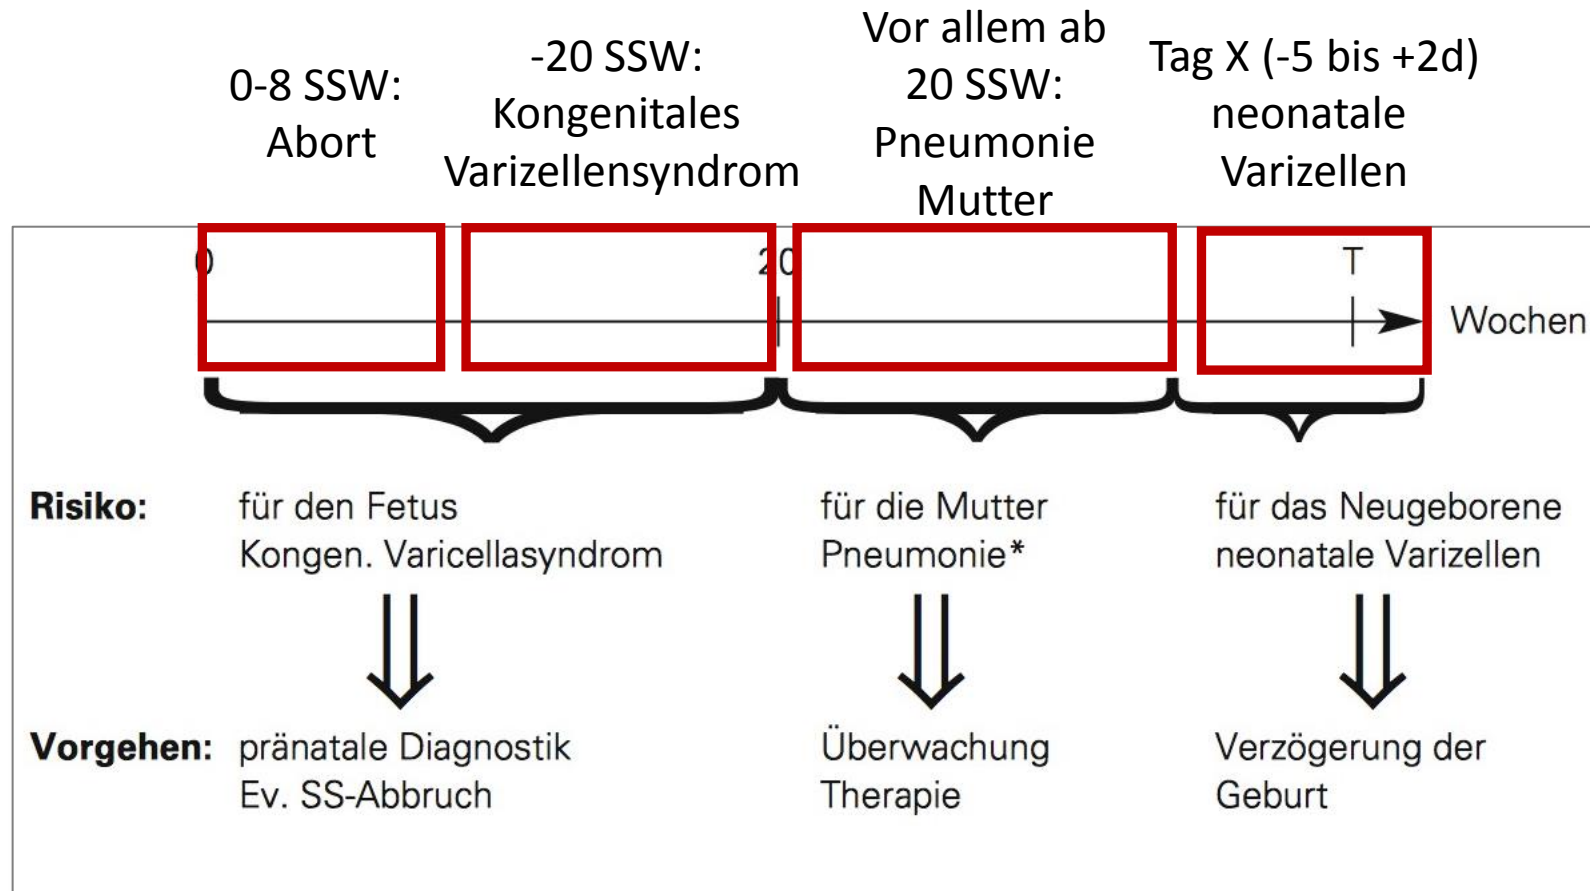 0-8 SSW:
Abort
-20 SSW:
Kongenitales
Varizellensyndrom
Vor allem ab
20 SSW:
Pneumonie
Mutter
Tag X (-5 bis +2d)
neonatale
Varizellen
0
20
T
Wochen
Risiko:
für den Fetus
Kongen. Varicellasyndrom
für die Mutter
Pneumonie*
für das Neugeborene
neonatale Varizellen
Vorgehen:
pränatale Diagnostik
Ev. SS-Abbruch
Überwachung
Therapie
Verzögerung der
Geburt